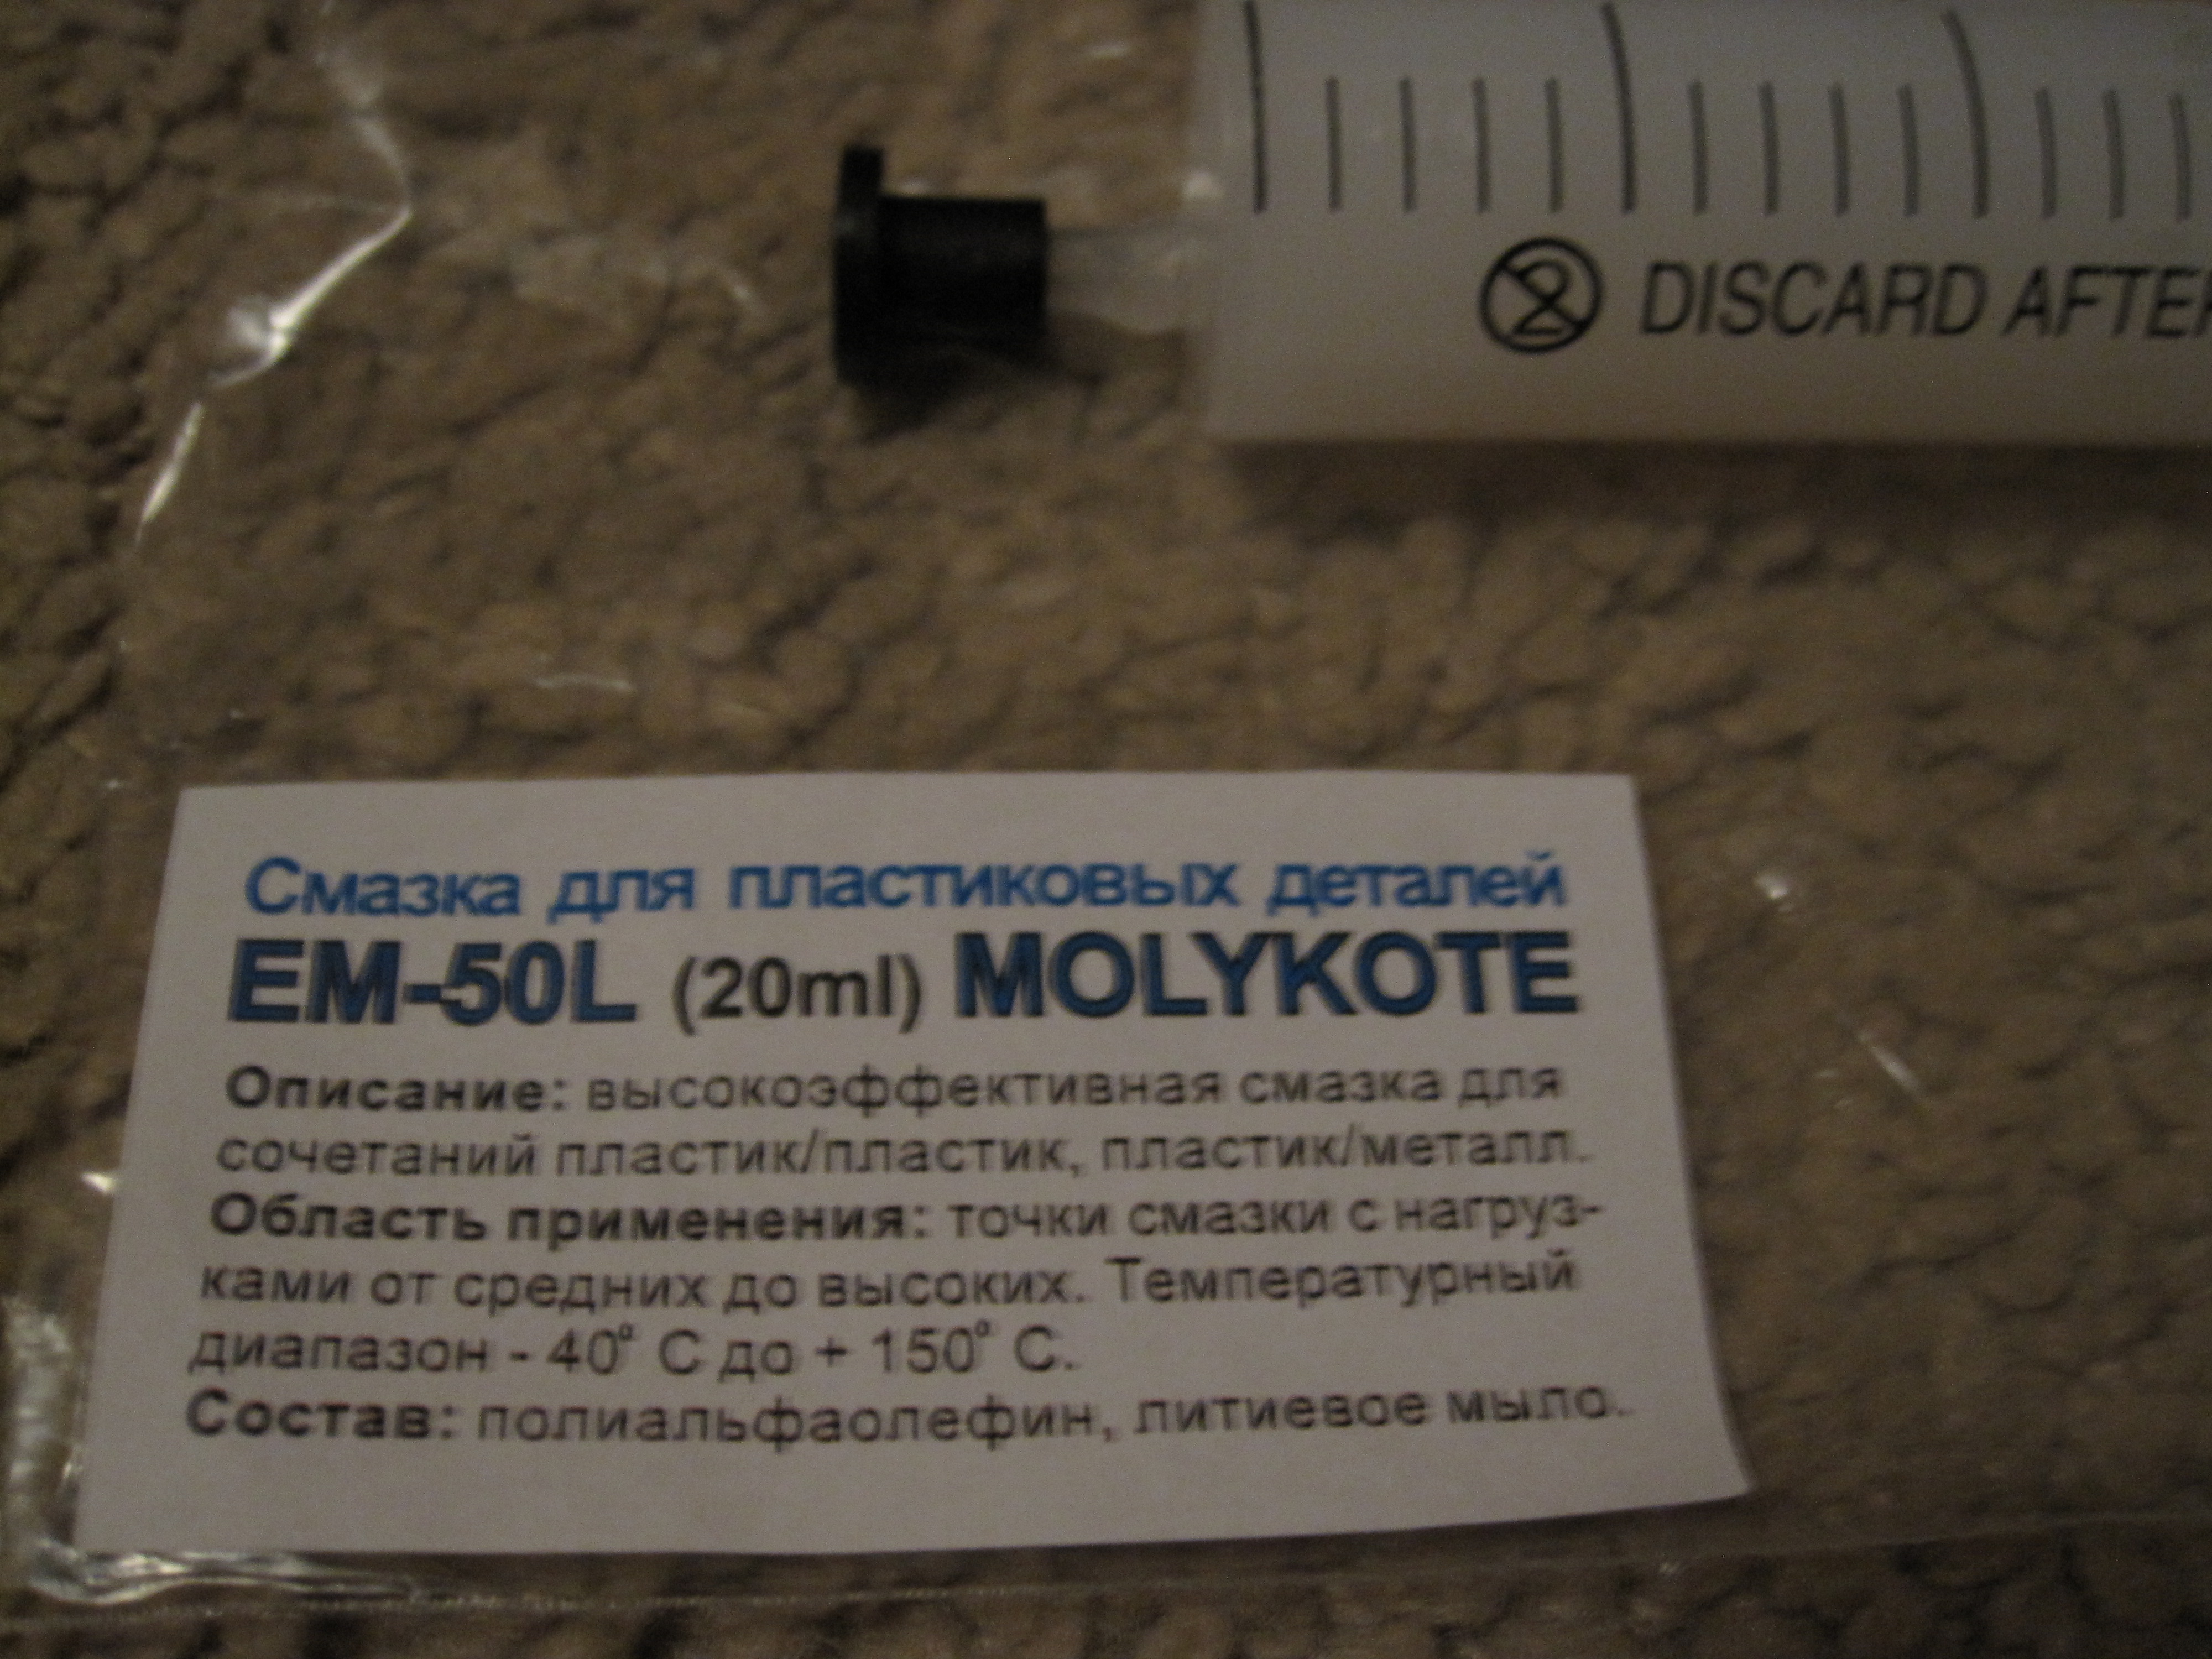 DISCARD AFTER
Смазка для пластиковых деталей
EM-50L (20ml) MOLYKOTE
Описание: высокоэффективная смазка для
сочетаний пластик/пластик, пластик/металл.
Область применения: точки смазки с нагруз-
ками от средних до высоких. Температурный
диапазон - 40° С до + 150° С.
Состав: полиальфаолефин, литиевое мыло.